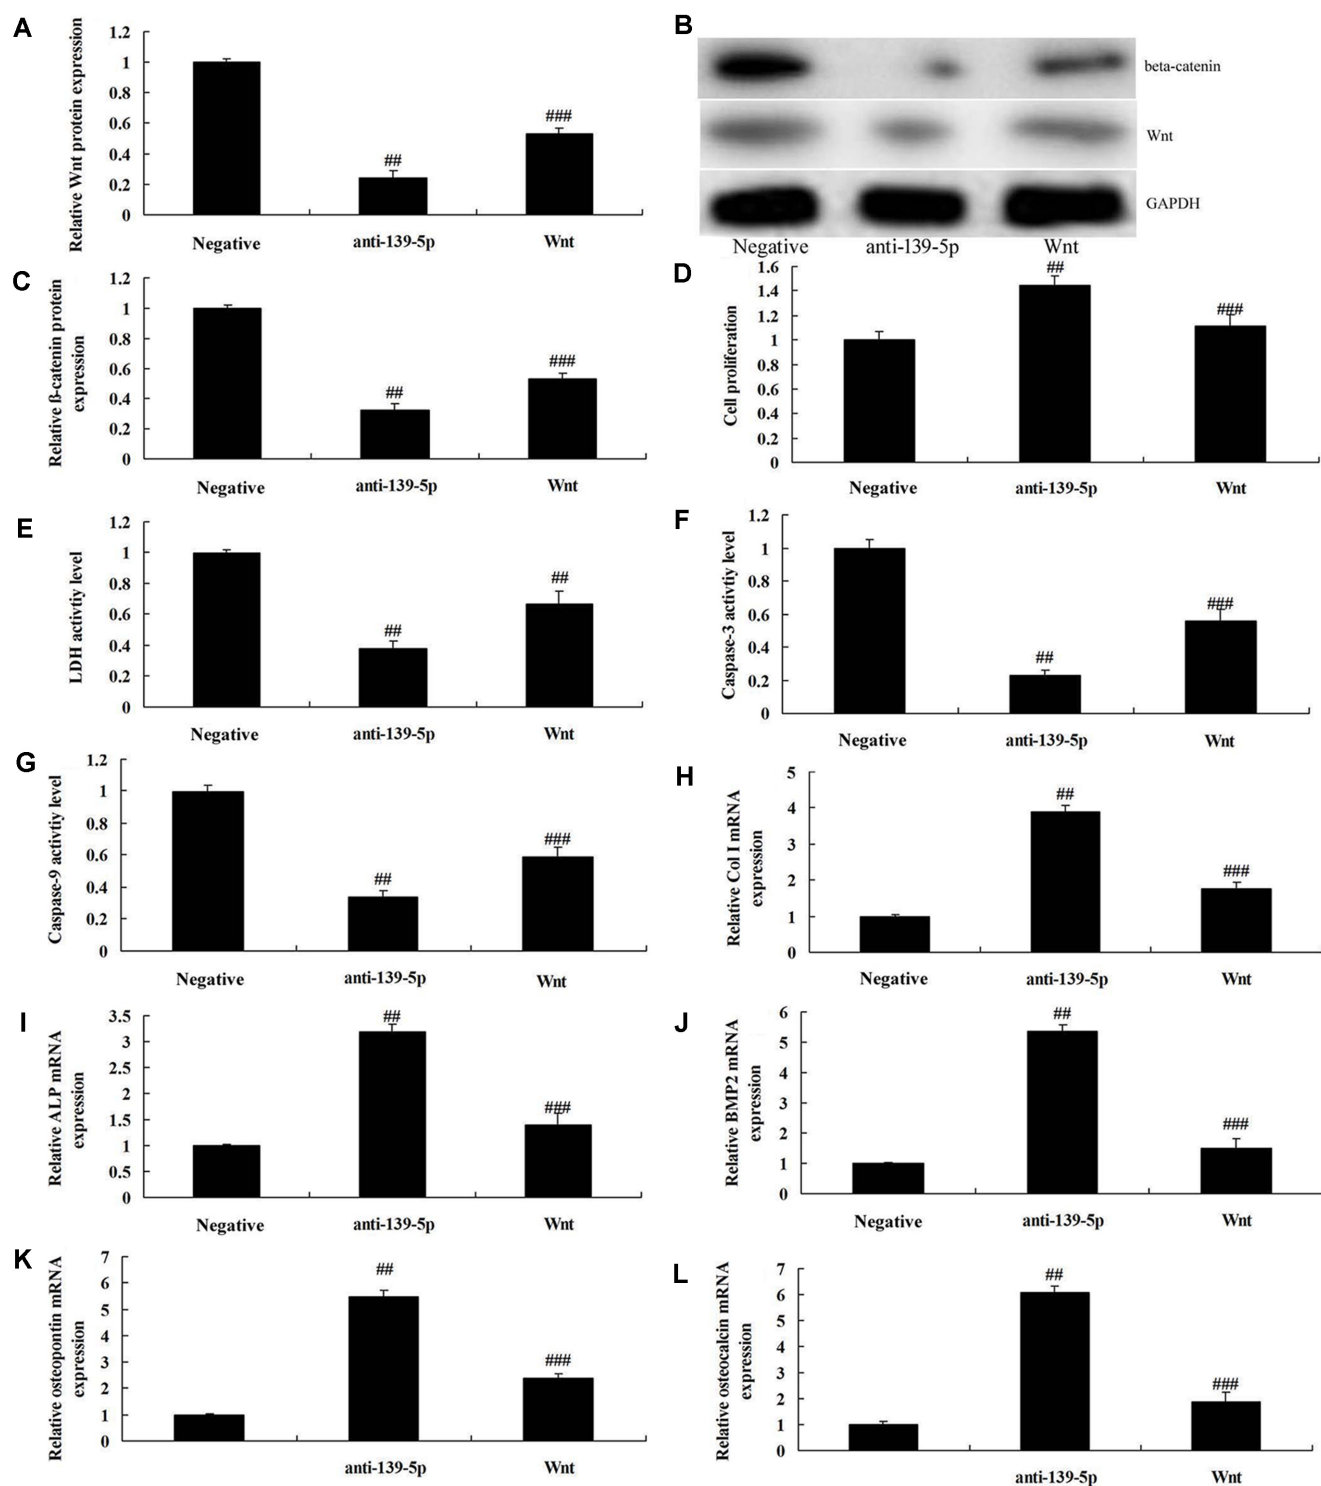 A
Relative Wnt protein expression
1.2
1
0.8
0.6
0.4
0.2
0
##
###
Negative
anti-139-5p
Wnt
B
beta-catenin
Wnt
GAPDH
Negative
anti-139-5p
Wnt
C
Relative ß-catenin protein
expression
1.2
1
0.8
0.6
0.4
0.2
0
##
###
Negative
anti-139-5p
Wnt
D
Cell proliferation
1.6
1.4
1.2
1
0.8
0.6
0.4
0.2
0
##
###
Negative
anti-139-5p
Wnt
E
LDH activtiy level
1.2
1
0.8
0.6
0.4
0.2
0
##
##
Negative
anti-139-5p
Wnt
F
Caspase-3 activtiy level
1.2
1
0.8
0.6
0.4
0.2
0
##
###
Negative
anti-139-5p
Wnt
G
Caspase-9 activtiy level
1.2
1
0.8
0.6
0.4
0.2
0
##
###
Negative
anti-139-5p
Wnt
H
Relative Col I mRNA
expression
5
4
3
2
1
0
##
###
Negative
anti-139-5p
Wnt
I
Relative ALP mRNA
expression
3.5
3
2.5
2
1.5
1
0.5
0
##
###
Negative
anti-139-5p
Wnt
J
Relative BMP2 mRNA
expression
6
5
4
3
2
1
0
##
###
Negative
anti-139-5p
Wnt
K
Relative osteopontin mRNA
expression
7
6
5
4
3
2
1
0
##
###
anti-139-5p
Wnt
L
Relative osteocalcin mRNA
expression
7
6
5
4
3
2
1
0
##
###
anti-139-5p
Wnt